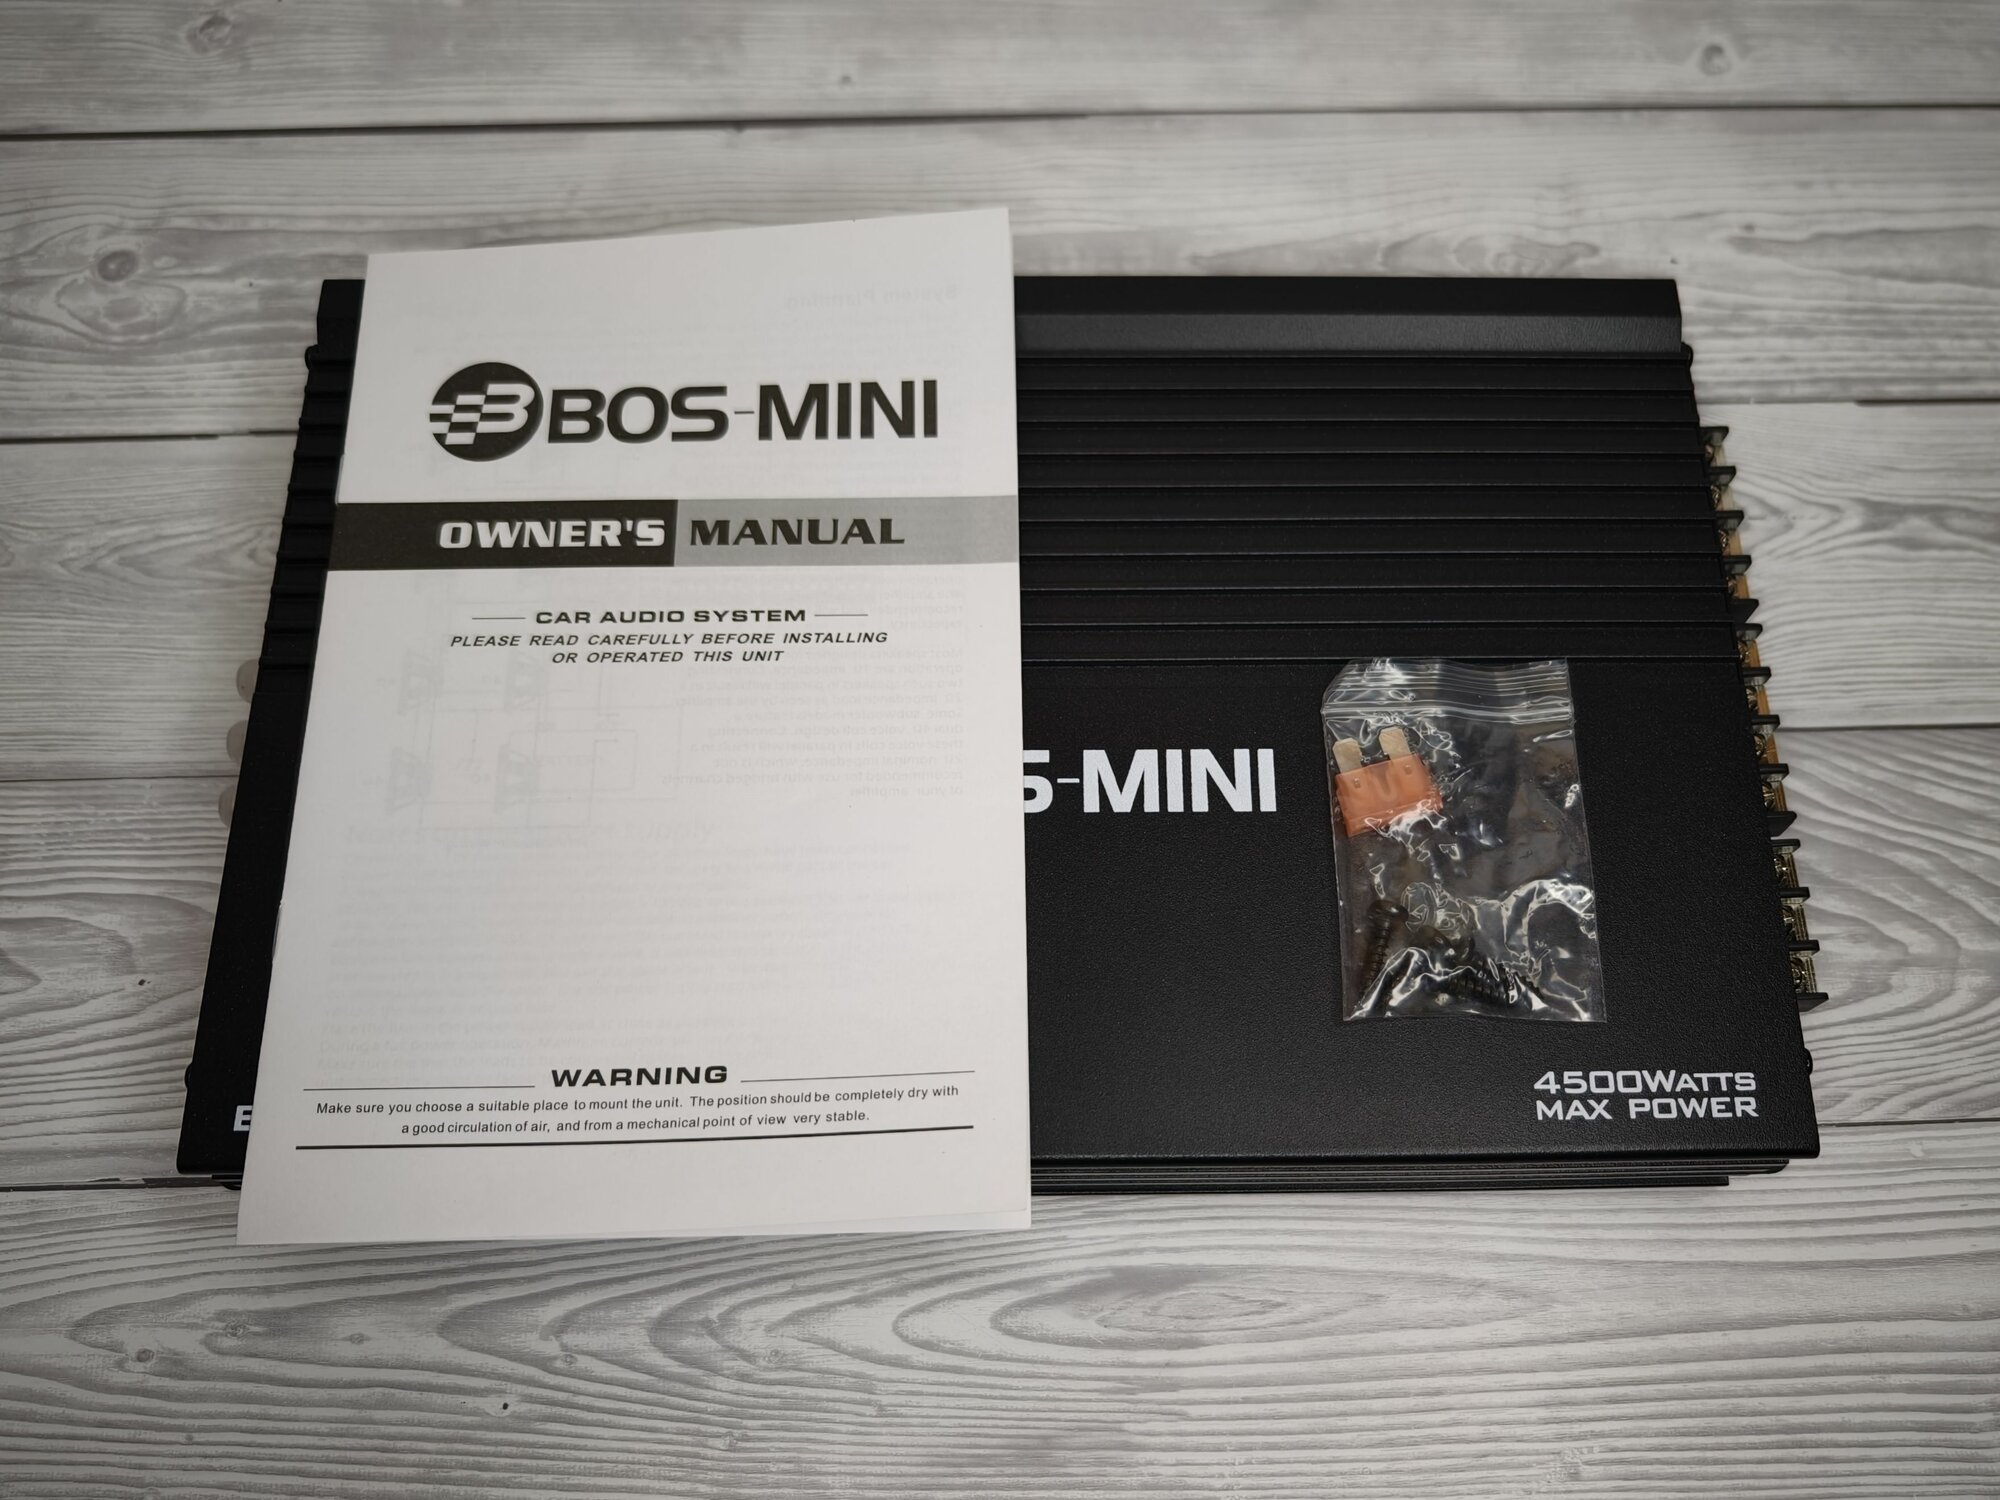 BOS-MINI
OWNER'S MANUAL
CAR AUDIO SYSTEM
PLEASE READ CAREFULLY BEFORE INSTALLING
OR OPERATED THIS UNIT
WARNING
Make sure you choose a suitable place to mount the unit. The position should be completely dry with
a good circulation of air, and from a mechanical point of view very stable.
S-MINI
4500WATTS
MAX POWER